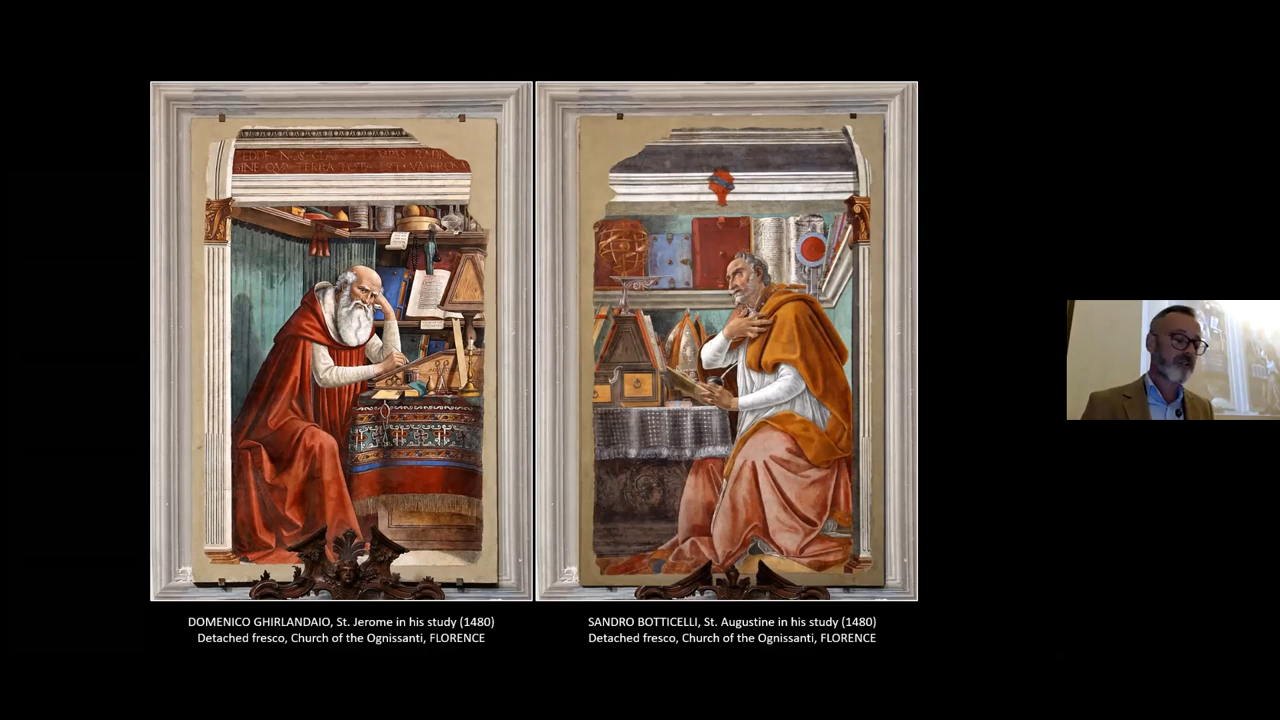 DOMENICO GHIRLANDAIO, St. Jerome in his study (1480)
Detached fresco, Church of the Ognissanti, FLORENCE
SANDRO BOTTICELLI, St. Augustine in his study (1480)
Detached fresco, Church of the Ognissanti, FLORENCE